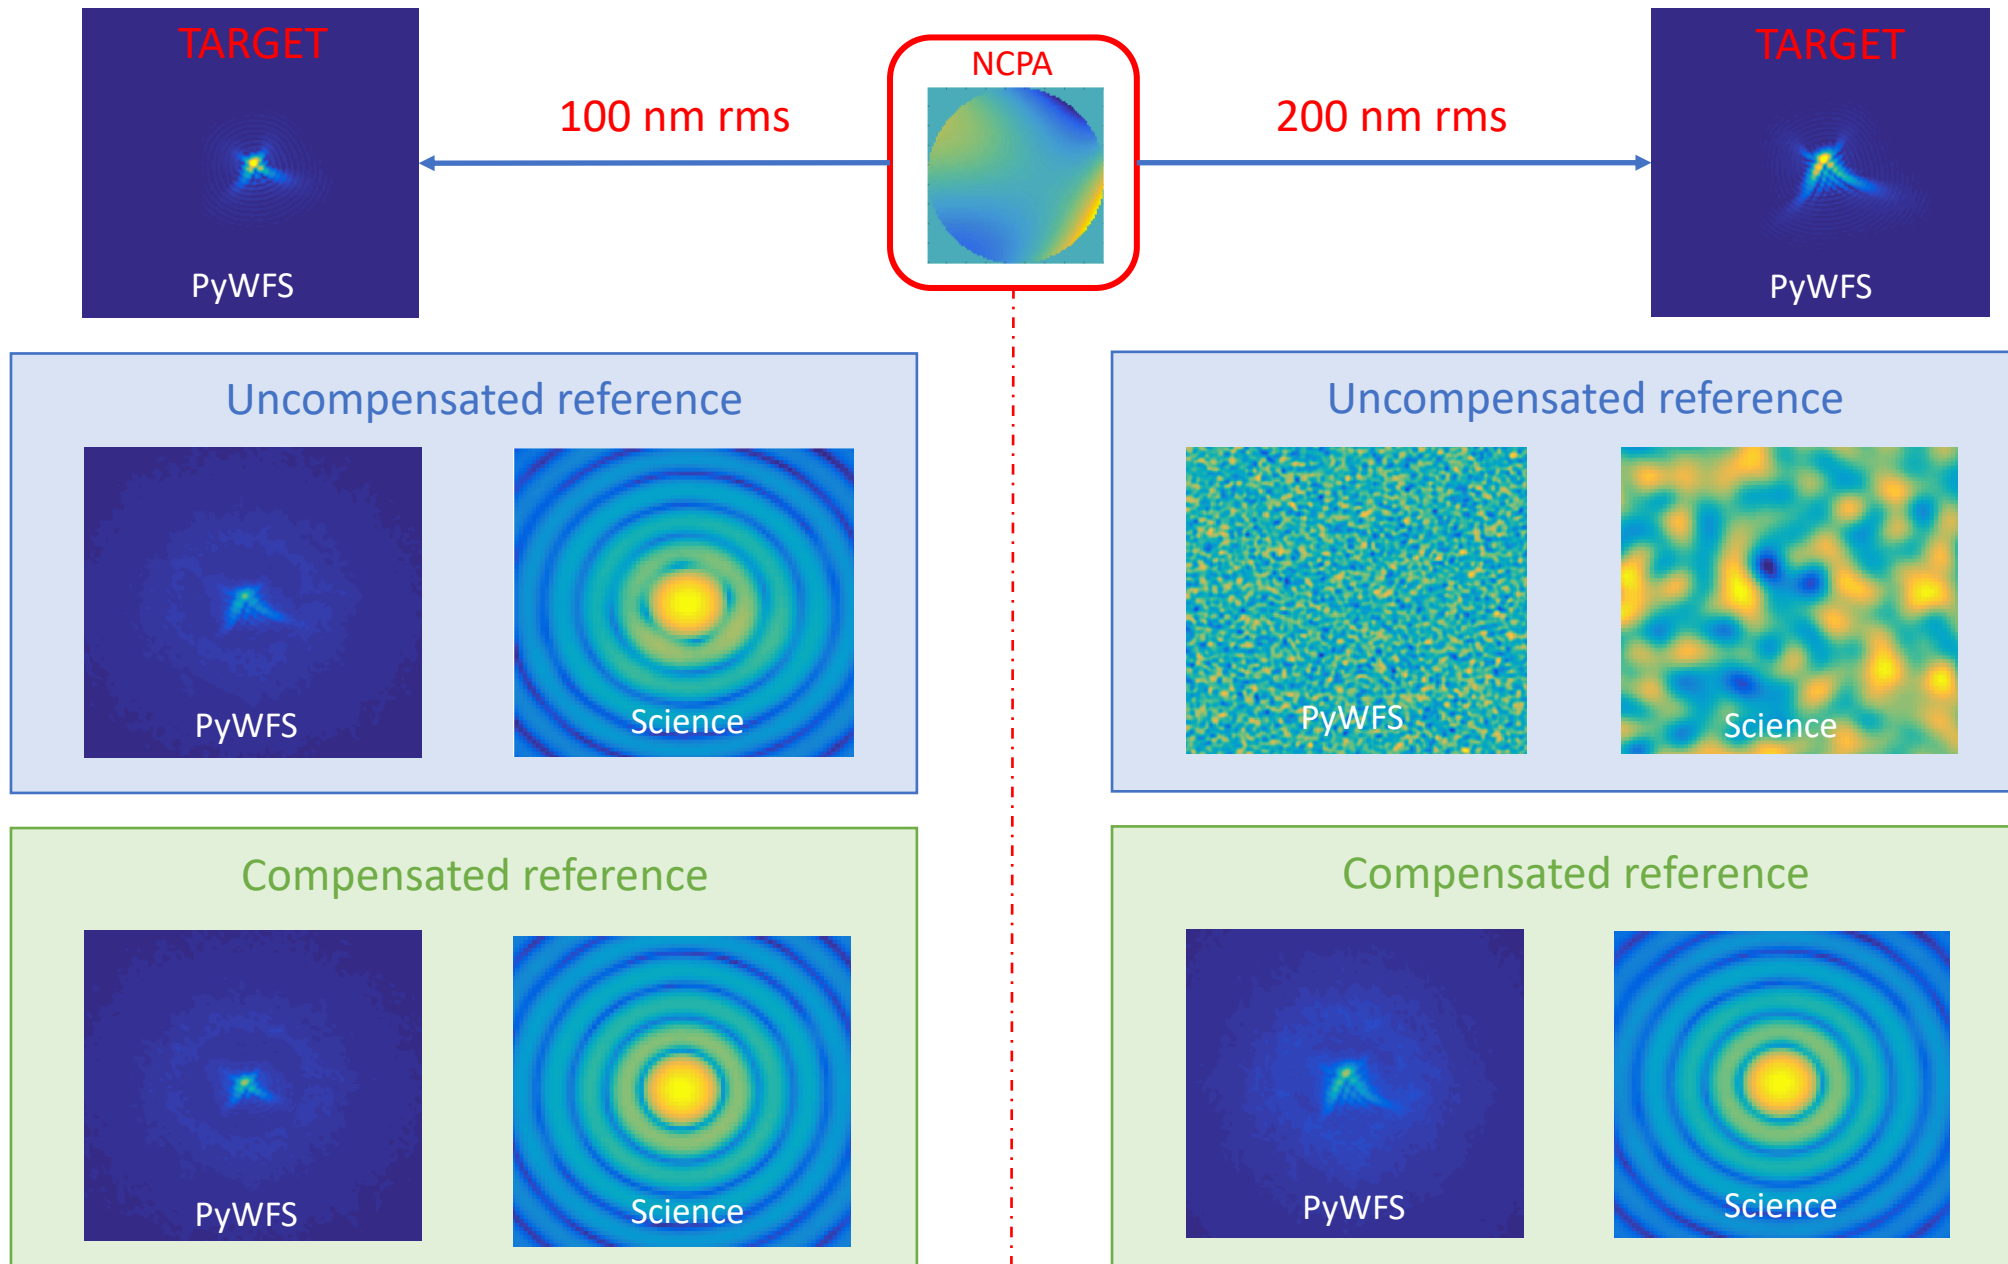 TARGET
NCPA
TARGET
100 nm rms
200 nm rms
PyWFS
PyWFS
Uncompensated reference
Uncompensated reference
PyWFS
Science
PyWFS
Science
Compensated reference
Compensated reference
PyWFS
Science
PyWFS
Science